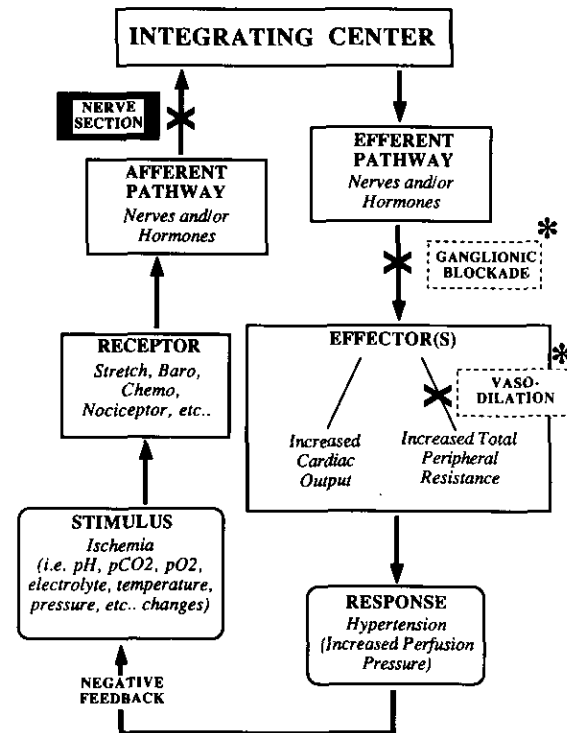 INTEGRATING CENTER
NERVE
SECTION
AFFERENT
PATHWAY
Nerves and/or
Hormones
EFFERENT
PATHWAY
Nerves and/or
Hormones
*
GANGLIONIC
BLOCKADE
RECEPTOR
Stretch, Baro,
Chemo,
Nociceptor, etc..
EFFECTOR(S)
*
VASO-
DILATION
Increased
Cardiac
Output
Increased Total
Peripheral
Resistance
STIMULUS
Ischemia
(i.e. pH, pCO2, pO2,
electrolyte, temperature,
pressure, etc.. changes)
RESPONSE
Hypertension
(Increased Perfusion
Pressure)
NEGATIVE
FEEDBACK